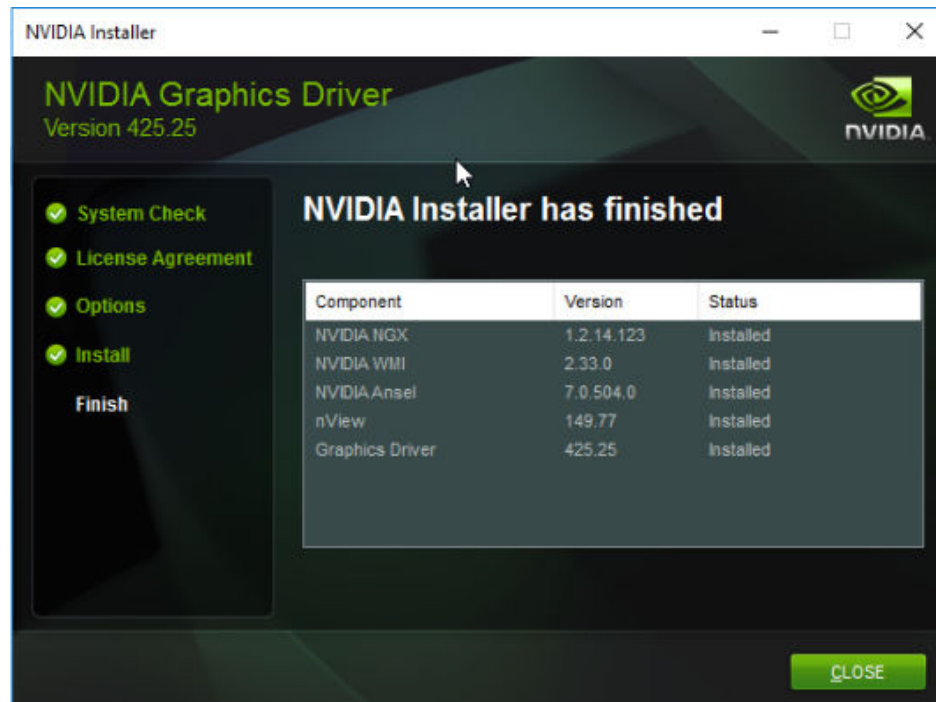 NVIDIA Installer
NVIDIA Graphics Driver
Version 425.25
NVIDIA
System Check
License Agreement
Options
Install
Finish
NVIDIA Installer has finished
Component Version Status
NVIDIA NGX 1.2.14.123 Installed
NVIDIA WMI 2.33.0 Installed
NVIDIA Ansel 7.0.504.0 Installed
nView 149.77 Installed
Graphics Driver 425.25 Installed
CLOSE